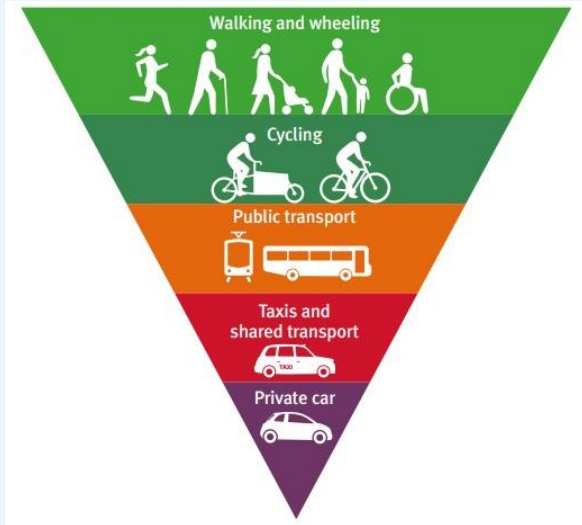 Walking and wheeling
Cycling
Public transport
Taxis and
shared transport
TAXI
Private car